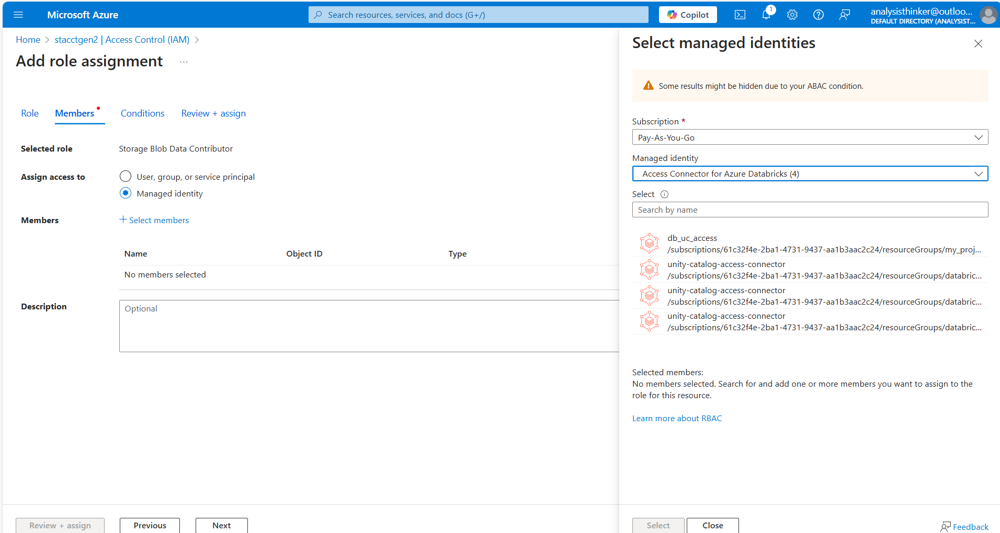 Microsoft Azure
Search resources, services, and docs (G+/)
Copilot
1
analysisthinker@outloo...
DEFAULT DIRECTORY (ANALYSIST...
Home > stacctgen2 | Access Control (IAM) >
Add role assignment ...
Role Members Conditions Review + assign
Selected role Storage Blob Data Contributor
Assign access to User, group, or service principal
Managed identity
Members + Select members
Name Object ID Type
No members selected
Description Optional
Review + assign Previous Next
Select managed identities
Some results might be hidden due to your ABAC condition.
Subscription *
Pay-As-You-Go
Managed identity
Access Connector for Azure Databricks (4)
Select
Search by name
db_uc_access
/subscriptions/61c32f4e-2ba1-4731-9437-aa1b3aac2c24/resourceGroups/my_proj...
unity-catalog-access-connector
/subscriptions/61c32f4e-2ba1-4731-9437-aa1b3aac2c24/resourceGroups/databric...
unity-catalog-access-connector
/subscriptions/61c32f4e-2ba1-4731-9437-aa1b3aac2c24/resourceGroups/databric...
unity-catalog-access-connector
/subscriptions/61c32f4e-2ba1-4731-9437-aa1b3aac2c24/resourceGroups/databric...
Selected members:
No members selected. Search for and add one or more members you want to assign to the
role for this resource.
Learn more about RBAC
Select Close
Feedback